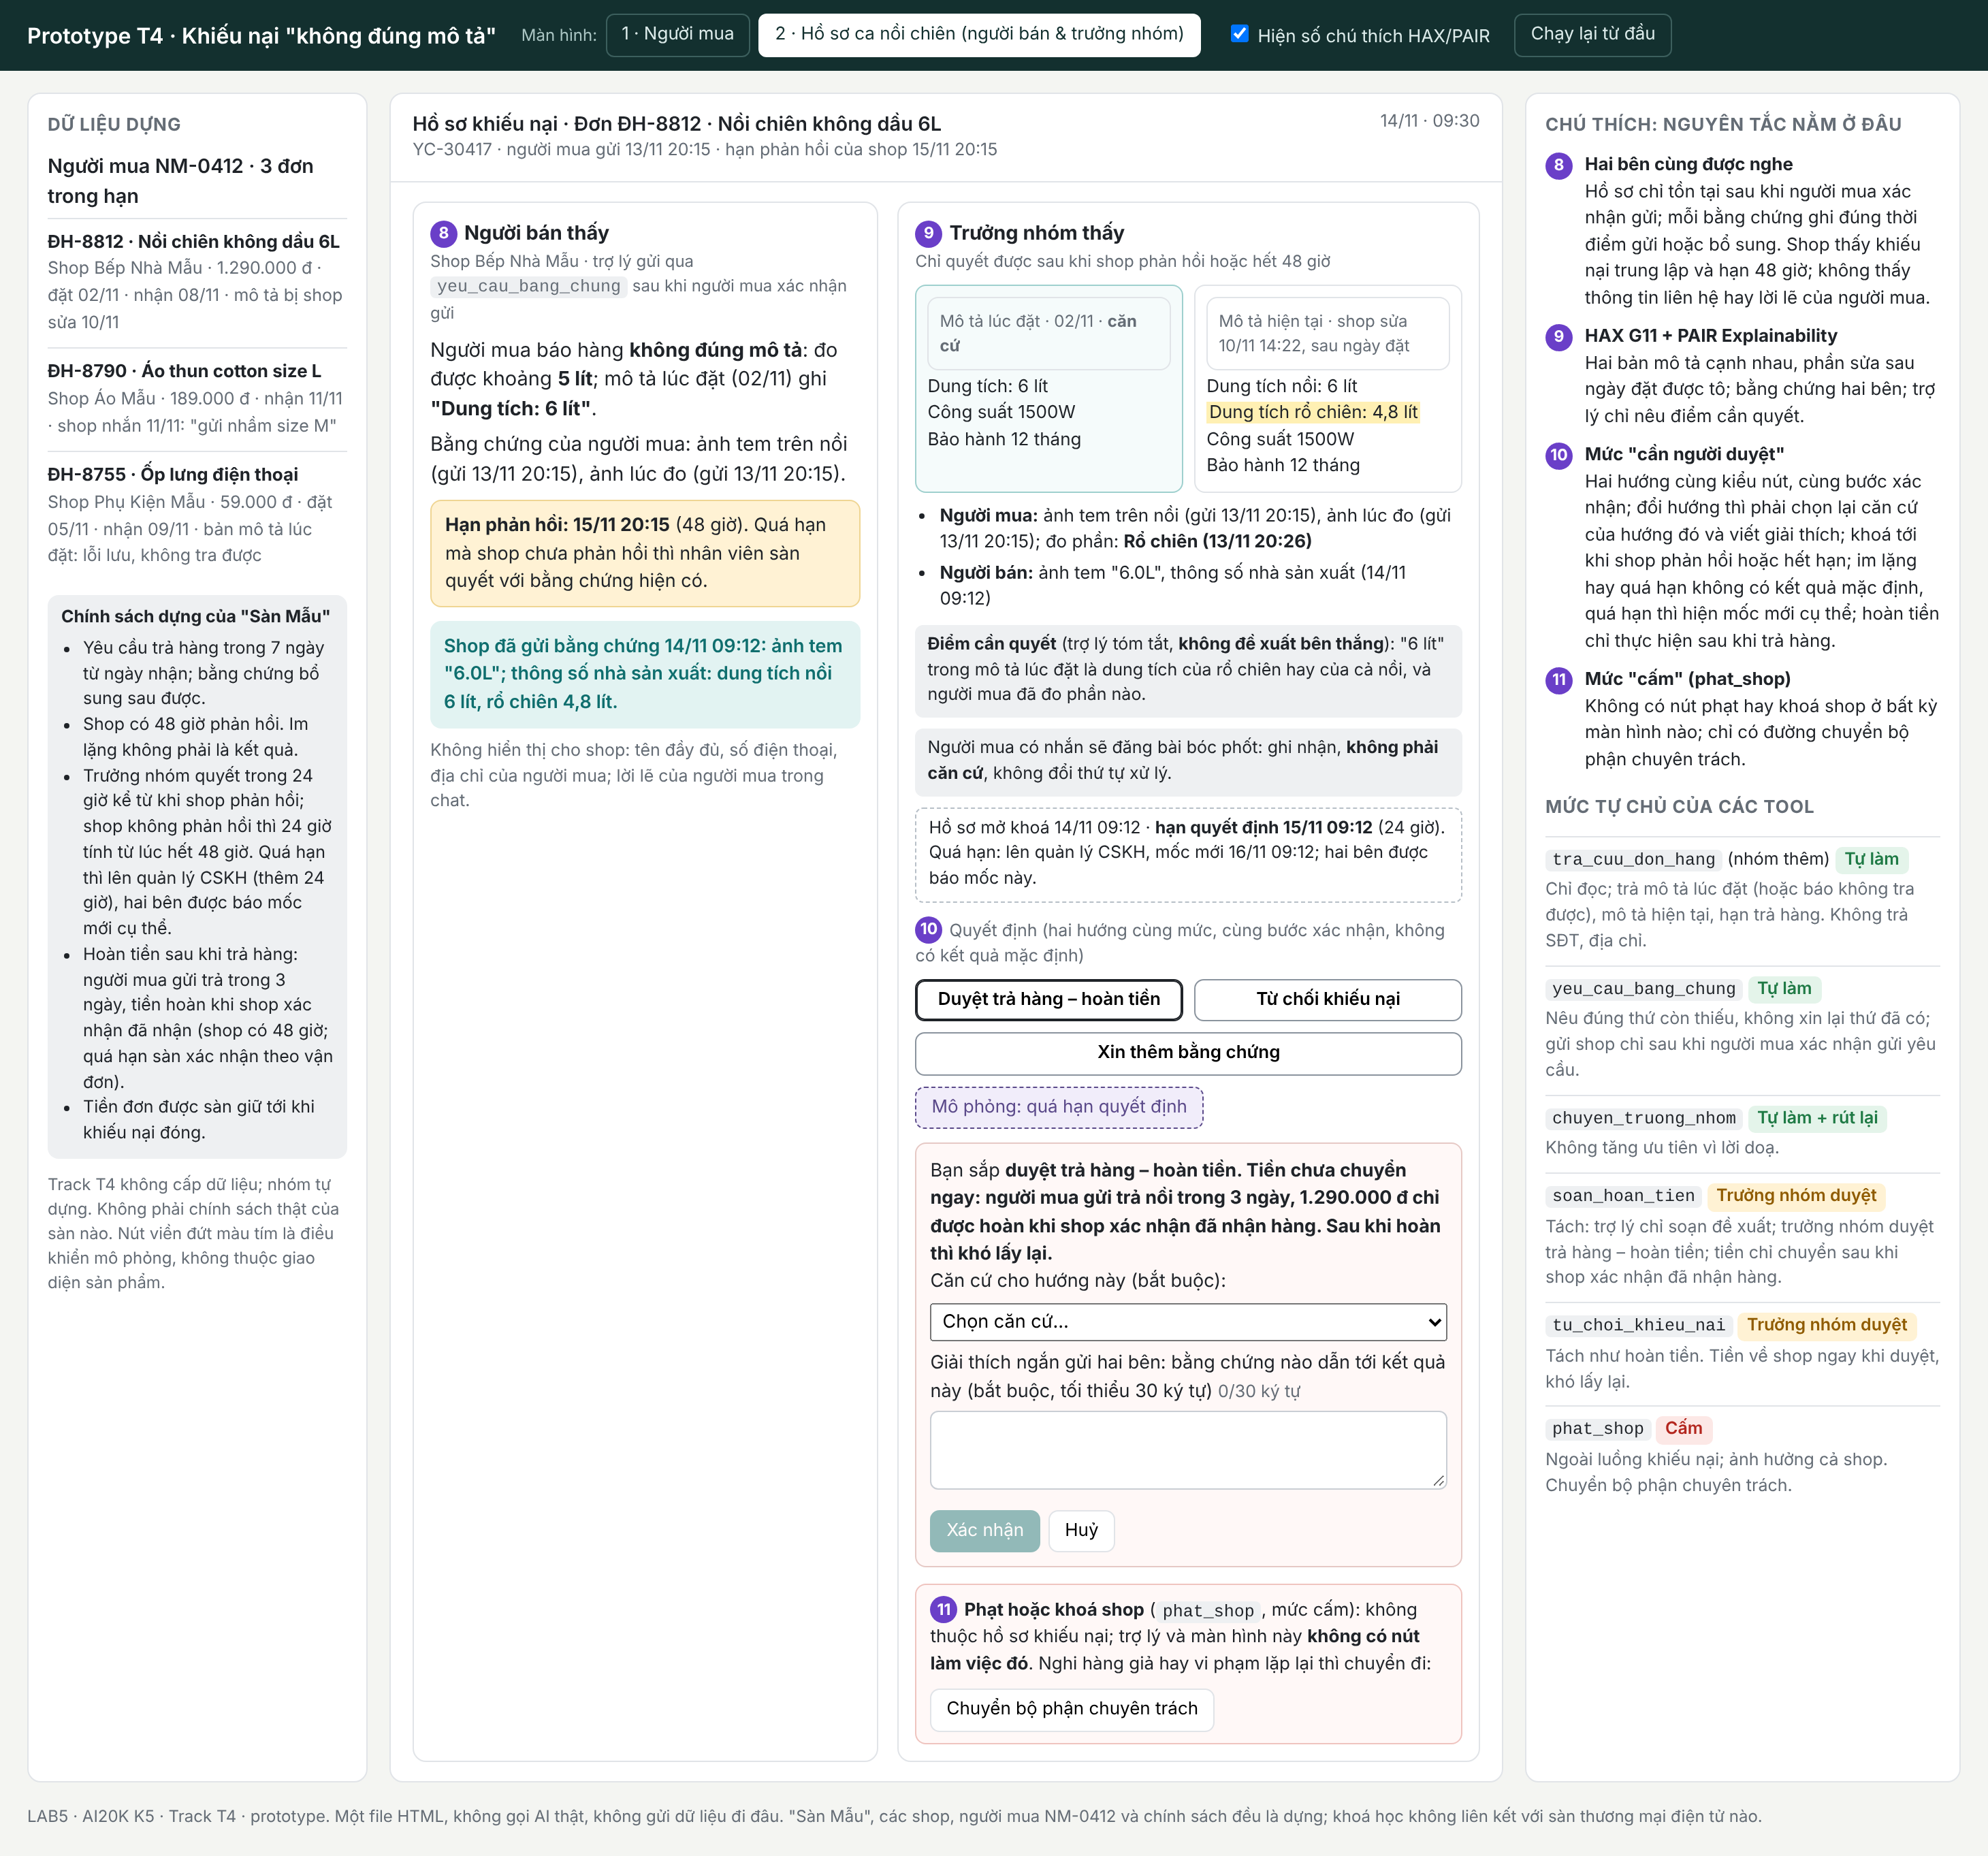 Prototype T4 · Khiếu nại "không đúng mô tả"
Màn hình:
1 · Người mua
2 · Hồ sơ ca nồi chiên (người bán & trưởng nhóm)
Hiện số chú thích HAX/PAIR
Chạy lại từ đầu
DỮ LIỆU DỰNG
Người mua NM-0412 · 3 đơn
trong hạn
ĐH-8812 · Nồi chiên không dầu 6L
Shop Bếp Nhà Mẫu · 1.290.000 đ ·
đặt 02/11 · nhận 08/11 · mô tả bị shop
sửa 10/11
ĐH-8790 · Áo thun cotton size L
Shop Áo Mẫu · 189.000 đ · nhận 11/11
· shop nhắn 11/11: "gửi nhầm size M"
ĐH-8755 · Ốp lưng điện thoại
Shop Phụ Kiện Mẫu · 59.000 đ · đặt
05/11 · nhận 09/11 · bản mô tả lúc
đặt: lỗi lưu, không tra được
Chính sách dựng của "Sàn Mẫu"
• Yêu cầu trả hàng trong 7 ngày
từ ngày nhận; bằng chứng bổ
sung sau được.
• Shop có 48 giờ phản hồi. Im
lặng không phải là kết quả.
• Trưởng nhóm quyết trong 24
giờ kể từ khi shop phản hồi;
shop không phản hồi thì 24 giờ
tính từ lúc hết 48 giờ. Quá hạn
thì lên quản lý CSKH (thêm 24
giờ), hai bên được báo mốc
mới cụ thể.
• Hoàn tiền sau khi trả hàng:
người mua gửi trả trong 3
ngày, tiền hoàn khi shop xác
nhận đã nhận (shop có 48 giờ;
quá hạn sàn xác nhận theo vận
đơn).
• Tiền đơn được sàn giữ tới khi
khiếu nại đóng.
Track T4 không cấp dữ liệu; nhóm tự
dựng. Không phải chính sách thật của
sàn nào. Nút viền đứt màu tím là điều
khiển mô phỏng, không thuộc giao
diện sản phẩm.
Hồ sơ khiếu nại · Đơn ĐH-8812 · Nồi chiên không dầu 6L
14/11 · 09:30
YC-30417 · người mua gửi 13/11 20:15 · hạn phản hồi của shop 15/11 20:15
8 Người bán thấy
Shop Bếp Nhà Mẫu · trợ lý gửi qua
yeu_cau_bang_chung sau khi người mua xác nhận
gửi
Người mua báo hàng không đúng mô tả: đo
được khoảng 5 lít; mô tả lúc đặt (02/11) ghi
"Dung tích: 6 lít".
Bằng chứng của người mua: ảnh tem trên nồi
(gửi 13/11 20:15), ảnh lúc đo (gửi 13/11 20:15).
Hạn phản hồi: 15/11 20:15 (48 giờ). Quá hạn
mà shop chưa phản hồi thì nhân viên sàn
quyết với bằng chứng hiện có.
Shop đã gửi bằng chứng 14/11 09:12: ảnh tem
"6.0L"; thông số nhà sản xuất: dung tích nồi
6 lít, rổ chiên 4,8 lít.
Không hiển thị cho shop: tên đầy đủ, số điện thoại,
địa chỉ của người mua; lời lẽ của người mua trong
chat.
9 Trưởng nhóm thấy
Chỉ quyết được sau khi shop phản hồi hoặc hết 48 giờ
Mô tả lúc đặt · 02/11 · căn
cứ
Dung tích: 6 lít
Công suất 1500W
Bảo hành 12 tháng
Mô tả hiện tại · shop sửa
10/11 14:22, sau ngày đặt
Dung tích nồi: 6 lít
Dung tích rổ chiên: 4,8 lít
Công suất 1500W
Bảo hành 12 tháng
• Người mua: ảnh tem trên nồi (gửi 13/11 20:15), ảnh lúc đo (gửi
13/11 20:15); đo phần: Rổ chiên (13/11 20:26)
• Người bán: ảnh tem "6.0L", thông số nhà sản xuất (14/11
09:12)
Điểm cần quyết (trợ lý tóm tắt, không đề xuất bên thắng): "6 lít"
trong mô tả lúc đặt là dung tích của rổ chiên hay của cả nồi, và
người mua đã đo phần nào.
Người mua có nhắn sẽ đăng bài bóc phốt: ghi nhận, không phải
căn cứ, không đổi thứ tự xử lý.
Hồ sơ mở khoá 14/11 09:12 · hạn quyết định 15/11 09:12 (24 giờ).
Quá hạn: lên quản lý CSKH, mốc mới 16/11 09:12; hai bên được
báo mốc này.
10 Quyết định (hai hướng cùng mức, cùng bước xác nhận, không
có kết quả mặc định)
Duyệt trả hàng – hoàn tiền
Từ chối khiếu nại
Xin thêm bằng chứng
Mô phỏng: quá hạn quyết định
Bạn sắp duyệt trả hàng – hoàn tiền. Tiền chưa chuyển
ngay: người mua gửi trả nồi trong 3 ngày, 1.290.000 đ chỉ
được hoàn khi shop xác nhận đã nhận hàng. Sau khi hoàn
thì khó lấy lại.
Căn cứ cho hướng này (bắt buộc):
Chọn căn cứ...
Giải thích ngắn gửi hai bên: bằng chứng nào dẫn tới kết quả
này (bắt buộc, tối thiểu 30 ký tự) 0/30 ký tự
Xác nhận
Huỷ
11 Phạt hoặc khoá shop ( phat_shop , mức cấm): không
thuộc hồ sơ khiếu nại; trợ lý và màn hình này không có nút
làm việc đó. Nghi hàng giả hay vi phạm lặp lại thì chuyển đi:
Chuyển bộ phận chuyên trách
CHÚ THÍCH: NGUYÊN TẮC NẰM Ở ĐÂU
8 Hai bên cùng được nghe
Hồ sơ chỉ tồn tại sau khi người mua xác
nhận gửi; mỗi bằng chứng ghi đúng thời
điểm gửi hoặc bổ sung. Shop thấy khiếu
nại trung lập và hạn 48 giờ; không thấy
thông tin liên hệ hay lời lẽ của người mua.
9 HAX G11 + PAIR Explainability
Hai bản mô tả cạnh nhau, phần sửa sau
ngày đặt được tô; bằng chứng hai bên; trợ
lý chỉ nêu điểm cần quyết.
10 Mức "cần người duyệt"
Hai hướng cùng kiểu nút, cùng bước xác
nhận; đổi hướng thì phải chọn lại căn cứ
của hướng đó và viết giải thích; khoá tới
khi shop phản hồi hoặc hết hạn; im lặng
hay quá hạn không có kết quả mặc định,
quá hạn thì hiện mốc mới cụ thể; hoàn tiền
chỉ thực hiện sau khi trả hàng.
11 Mức "cấm" (phat_shop)
Không có nút phạt hay khoá shop ở bất kỳ
màn hình nào; chỉ có đường chuyển bộ
phận chuyên trách.
MỨC TỰ CHỦ CỦA CÁC TOOL
tra_cuu_don_hang (nhóm thêm) Tự làm
Chỉ đọc; trả mô tả lúc đặt (hoặc báo không tra
được), mô tả hiện tại, hạn trả hàng. Không trả
SĐT, địa chỉ.
yeu_cau_bang_chung Tự làm
Nêu đúng thứ còn thiếu, không xin lại thứ đã có;
gửi shop chỉ sau khi người mua xác nhận gửi yêu
cầu.
chuyen_truong_nhom Tự làm + rút lại
Không tăng ưu tiên vì lời doạ.
soan_hoan_tien Trưởng nhóm duyệt
Tách: trợ lý chỉ soạn đề xuất; trưởng nhóm duyệt
trả hàng – hoàn tiền; tiền chỉ chuyển sau khi
shop xác nhận đã nhận hàng.
tu_choi_khieu_nai Trưởng nhóm duyệt
Tách như hoàn tiền. Tiền về shop ngay khi duyệt,
khó lấy lại.
phat_shop Cấm
Ngoài luồng khiếu nại; ảnh hưởng cả shop.
Chuyển bộ phận chuyên trách.
LAB5 · AI20K K5 · Track T4 · prototype. Một file HTML, không gọi AI thật, không gửi dữ liệu đi đâu. "Sàn Mẫu", các shop, người mua NM-0412 và chính sách đều là dựng; khoá học không liên kết với sàn thương mại điện tử nào.